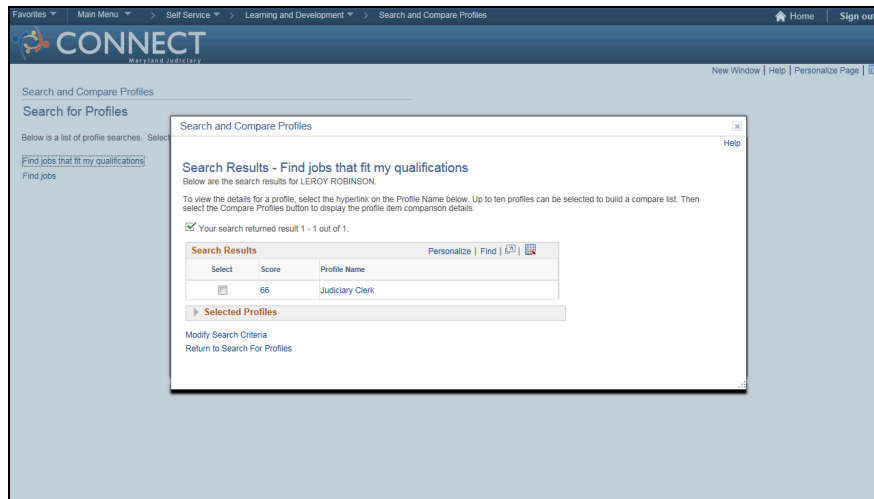 Favorites Main Menu > Self Service > Learning and Development > Search and Compare Profiles Home Sign out
CONNECT
Maryland Judiciary
New Window | Help | Personalize Page |
Search and Compare Profiles
Search for Profiles
Below is a list of profile searches. Select
Find jobs that fit my qualifications
Find jobs
Search and Compare Profiles
Help
Search Results - Find jobs that fit my qualifications
Below are the search results for LEROY ROBINSON.
To view the details for a profile, select the hyperlink on the Profile Name below. Up to ten profiles can be selected to build a compare list. Then
select the Compare Profiles button to display the profile item comparison details.
Your search returned result 1 - 1 out of 1.
Search Results Personalize | Find | |
Select Score Profile Name
66 Judiciary Clerk
Selected Profiles
Modify Search Criteria
Return to Search For Profiles